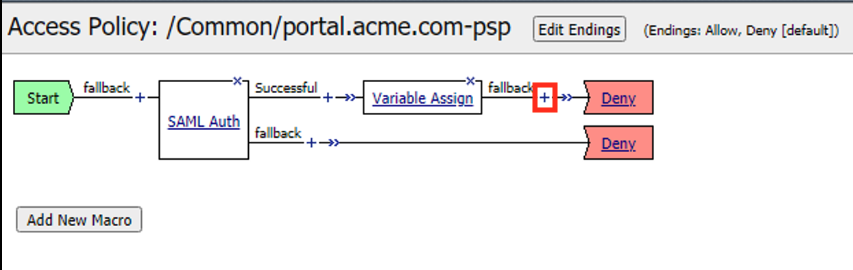 Access Policy: /Common/portal.acme.com-psp Edit Endings (Endings: Allow, Deny [default])
Start fallback + SAML Auth Successful + Variable Assign fallback + Deny
fallback + Deny
Add New Macro